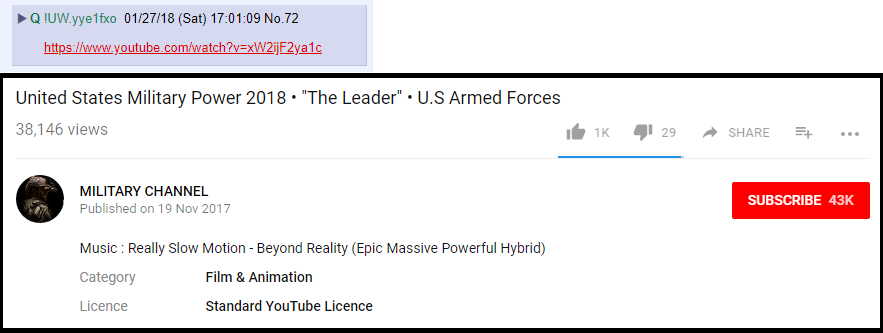 ▶ Q !UW.yye1fxo 01/27/18 (Sat) 17:01:09 No.72
https://www.youtube.com/watch?v=xW2ijF2ya1c
United States Military Power 2018 • "The Leader" • U.S Armed Forces
38,146 views
1K 29 SHARE
MILITARY CHANNEL
Published on 19 Nov 2017
SUBSCRIBE 43K
Music : Really Slow Motion - Beyond Reality (Epic Massive Powerful Hybrid)
Category Film & Animation
Licence Standard YouTube Licence